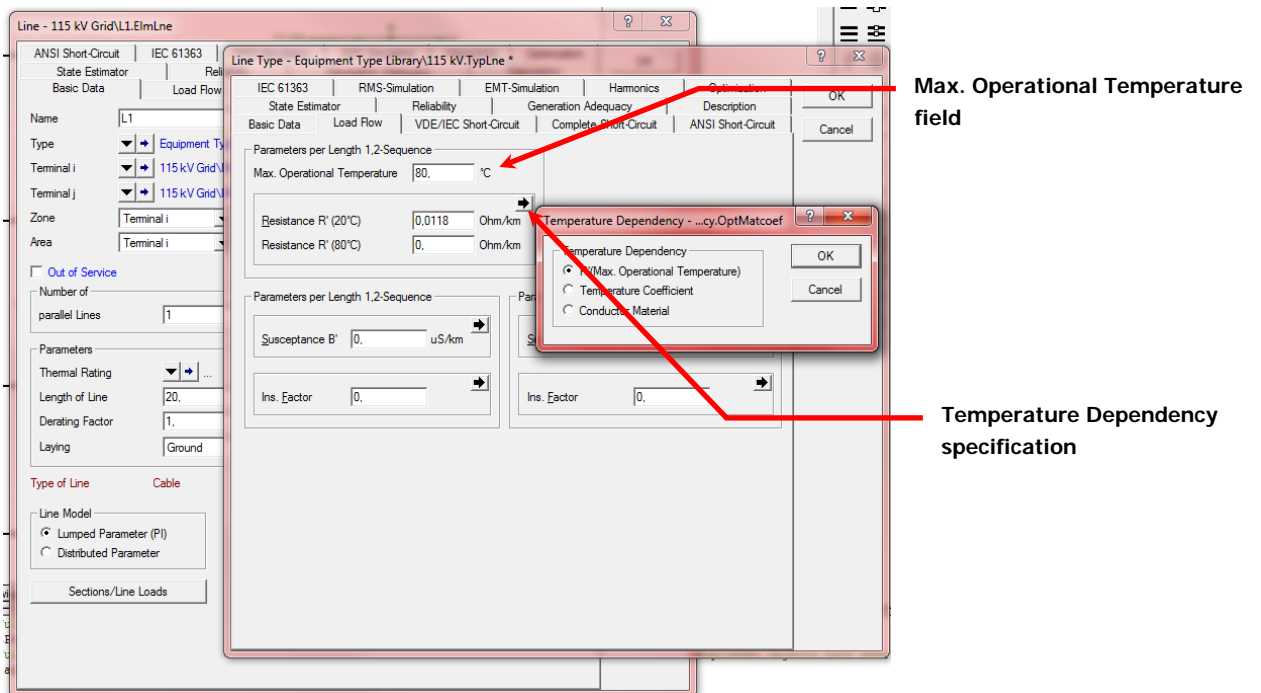 Line - 115 kV Grid\L1.ElmLne
ANSI Short-Circuit
IEC 61363
State Estimator
Reli
Basic Data
Load Flow
Name
L1
Type
Equipment Ty
Terminal i
115 kV Grid\
Terminal j
115 kV Grid\
Zone
Terminal i
Area
Terminal i
Out of Service
Number of
parallel Lines
1
Parameters
Thermal Rating
...
Length of Line
20,
Derating Factor
1,
Laying
Ground
Type of Line
Cable
Line Model
Lumped Parameter (PI)
Distributed Parameter
Sections/Line Loads
OK
Cancel
Line Type - Equipment Type Library\115 kV.TypLne *
IEC 61363
RMS-Simulation
EMT-Simulation
Harmonics
Optimization
State Estimator
Reliability
Generation Adequacy
Description
Basic Data
Load Flow
VDE/IEC Short-Circuit
Complete Short-Circuit
ANSI Short-Circuit
Parameters per Length 1,2-Sequence
Max. Operational Temperature
80,
°C
Resistance R' (20°C)
0,0118
Ohm/km
Resistance R' (80°C)
0,
Ohm/km
Parameters per Length 1,2-Sequence
Susceptance B'
0,
uS/km
Ins. Factor
0,
Ins. Factor
0,
Temperature Dependency - ...cy.OptMatcoef
Temperature Dependency
R'(Max. Operational Temperature)
Temperature Coefficient
Conductor Material
OK
Cancel
Max. Operational Temperature
field
Temperature Dependency
specification